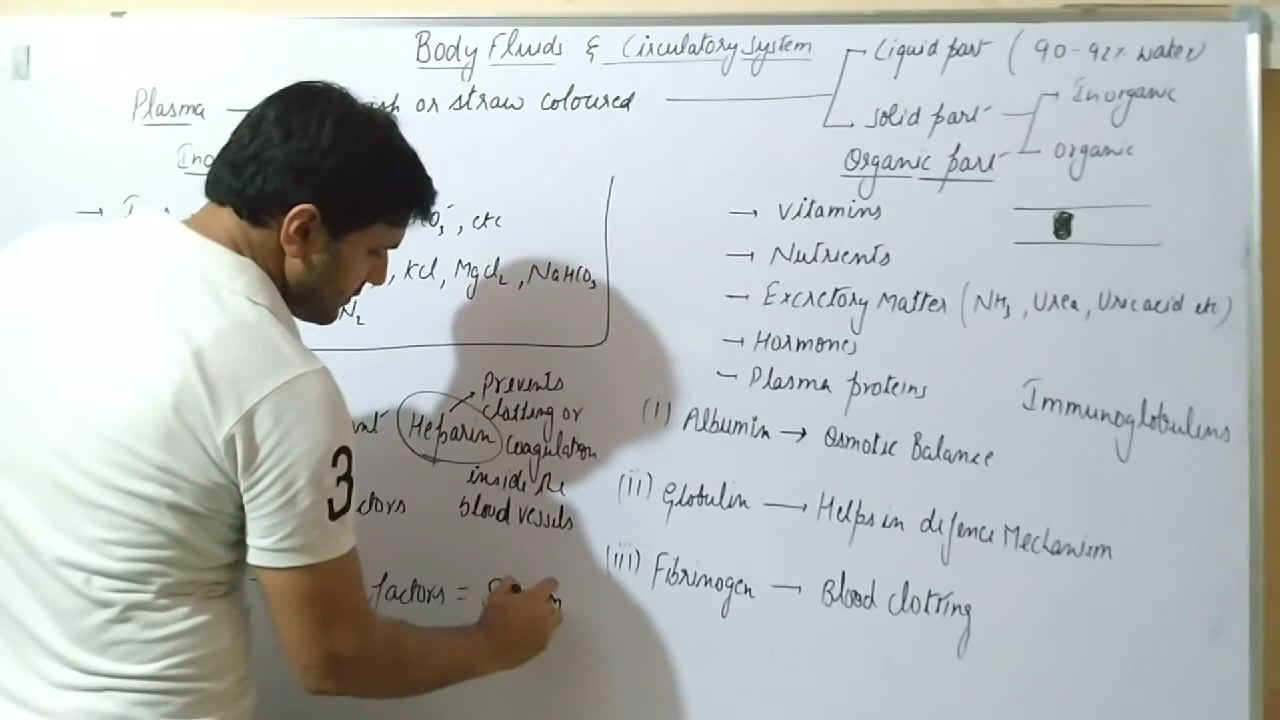 Body Fluids & Circulatory System
Plasma — ish or straw coloured
Liquid part (90-92% water)
Solid part
Inorganic
Organic
Ino
Organic part
→ Vitamins
→ Nutrients
→ Excretory Matter (NH₃, Urea, Uric acid etc)
→ Hormones
→ Plasma proteins
(i) Albumin → Osmotic Balance
(ii) Globulin → Helps in defence Mechanism
(iii) Fibrinogen → Blood clotting
Immunoglobulins
, etc
, KCl, MgCl₂, NaHCO₃
N₂
Heparin
Prevents
clotting or
coagulation
inside the
blood vessels
ctors
factors =
3